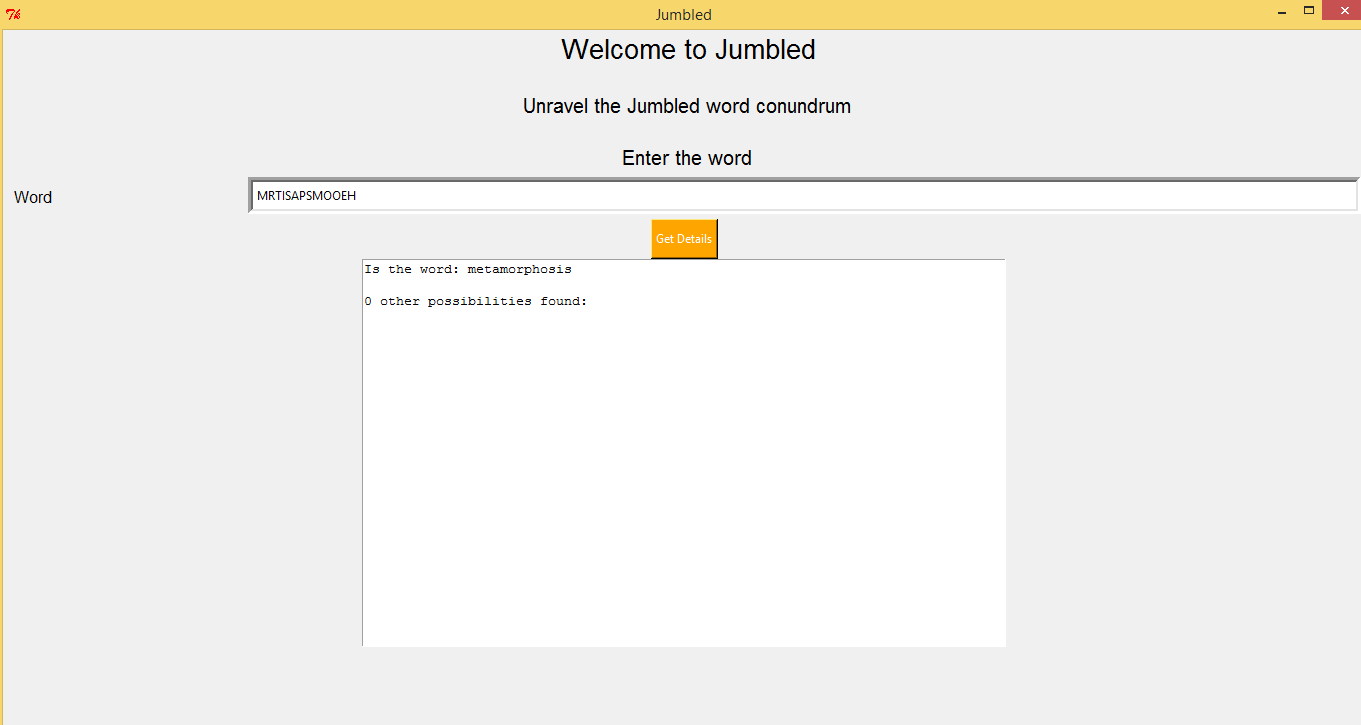 Jumbled
Welcome to Jumbled
Unravel the Jumbled word conundrum
Enter the word
Word
MRTISAPSMOOEH
Get Details
Is the word: metamorphosis
0 other possibilities found: